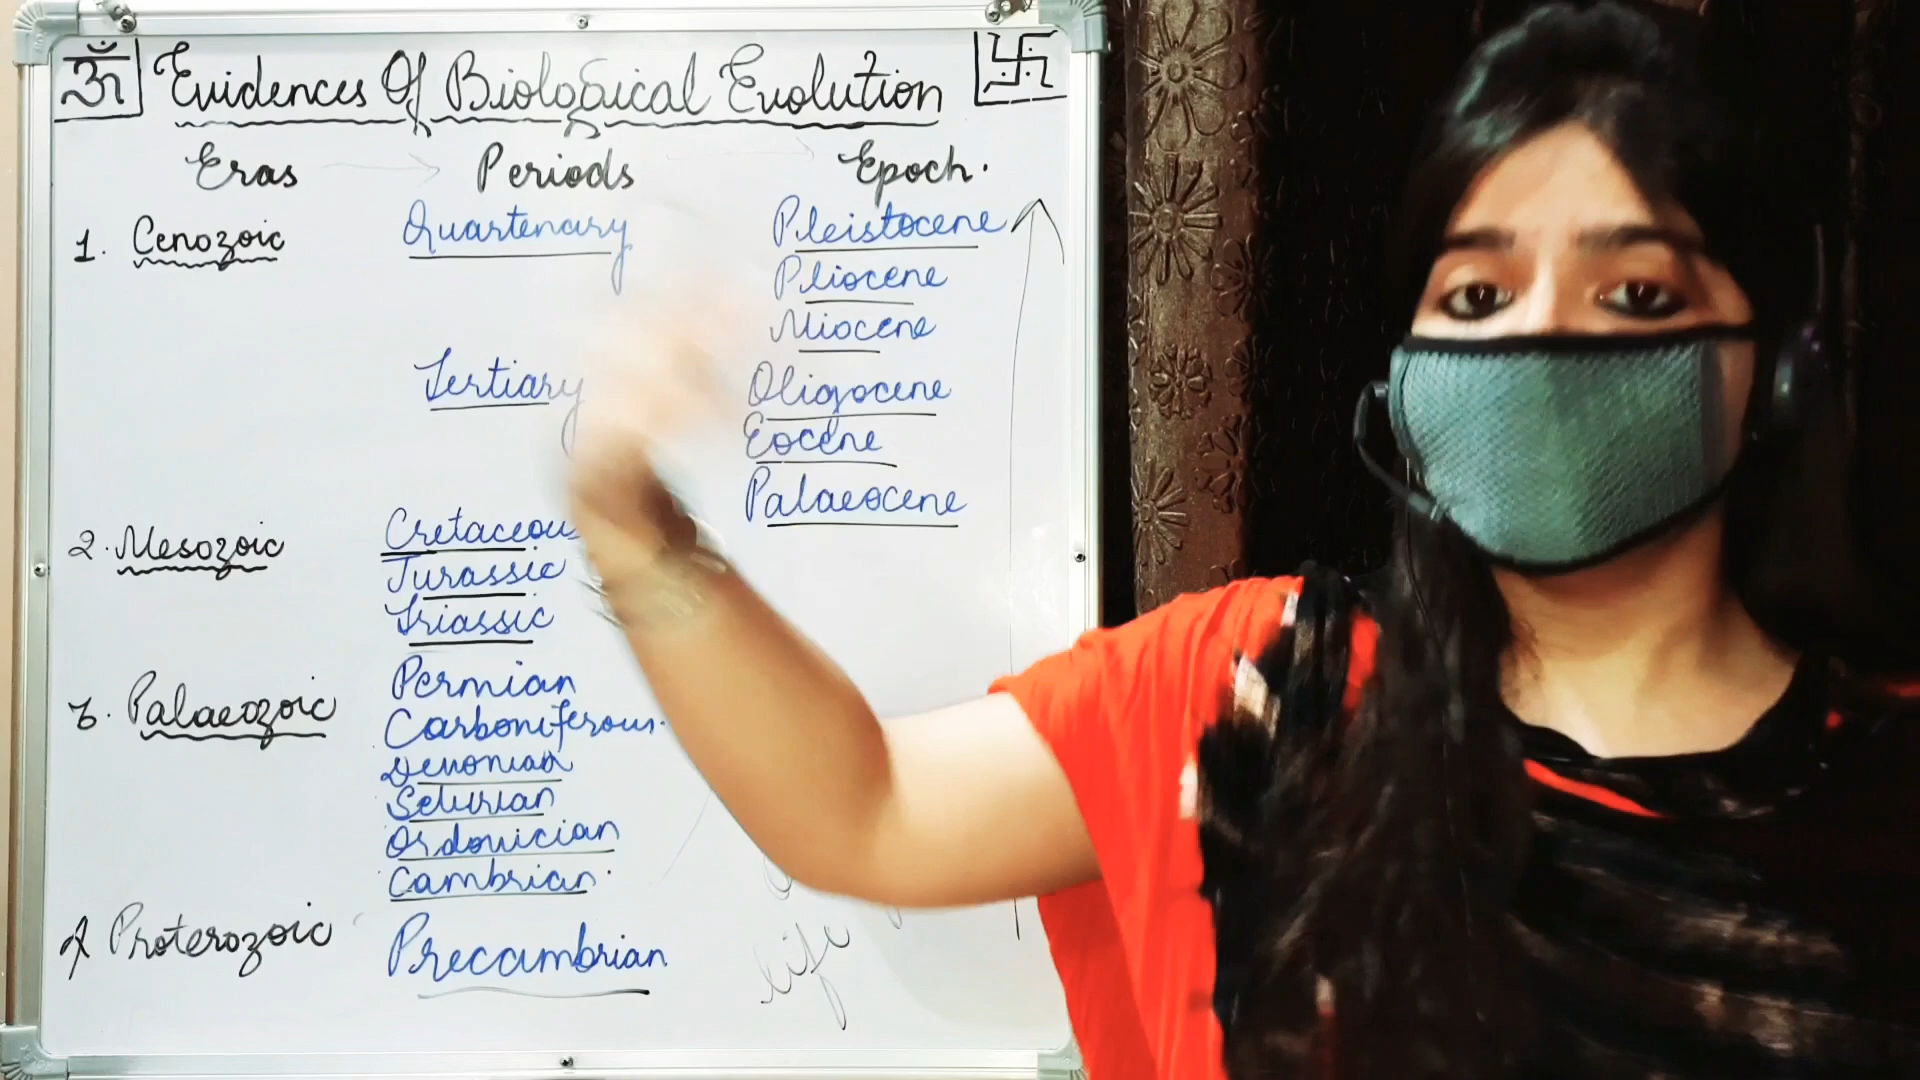 ॐ Evidences Of Biological Evolution 卐
Eras → Periods → Epoch.
1. Cenozoic Quartenary Pleistocene
Pliocene
Miocene
Tertiary Oligocene
Eocene
Palaeocene
2. Mesozoic Cretaceou
Jurassic
Triassic
3. Palaeozoic Permian
Carboniferous.
Devonian
Selurian
Ordovician
Cambrian.
4 Proterozoic Precambrian
life